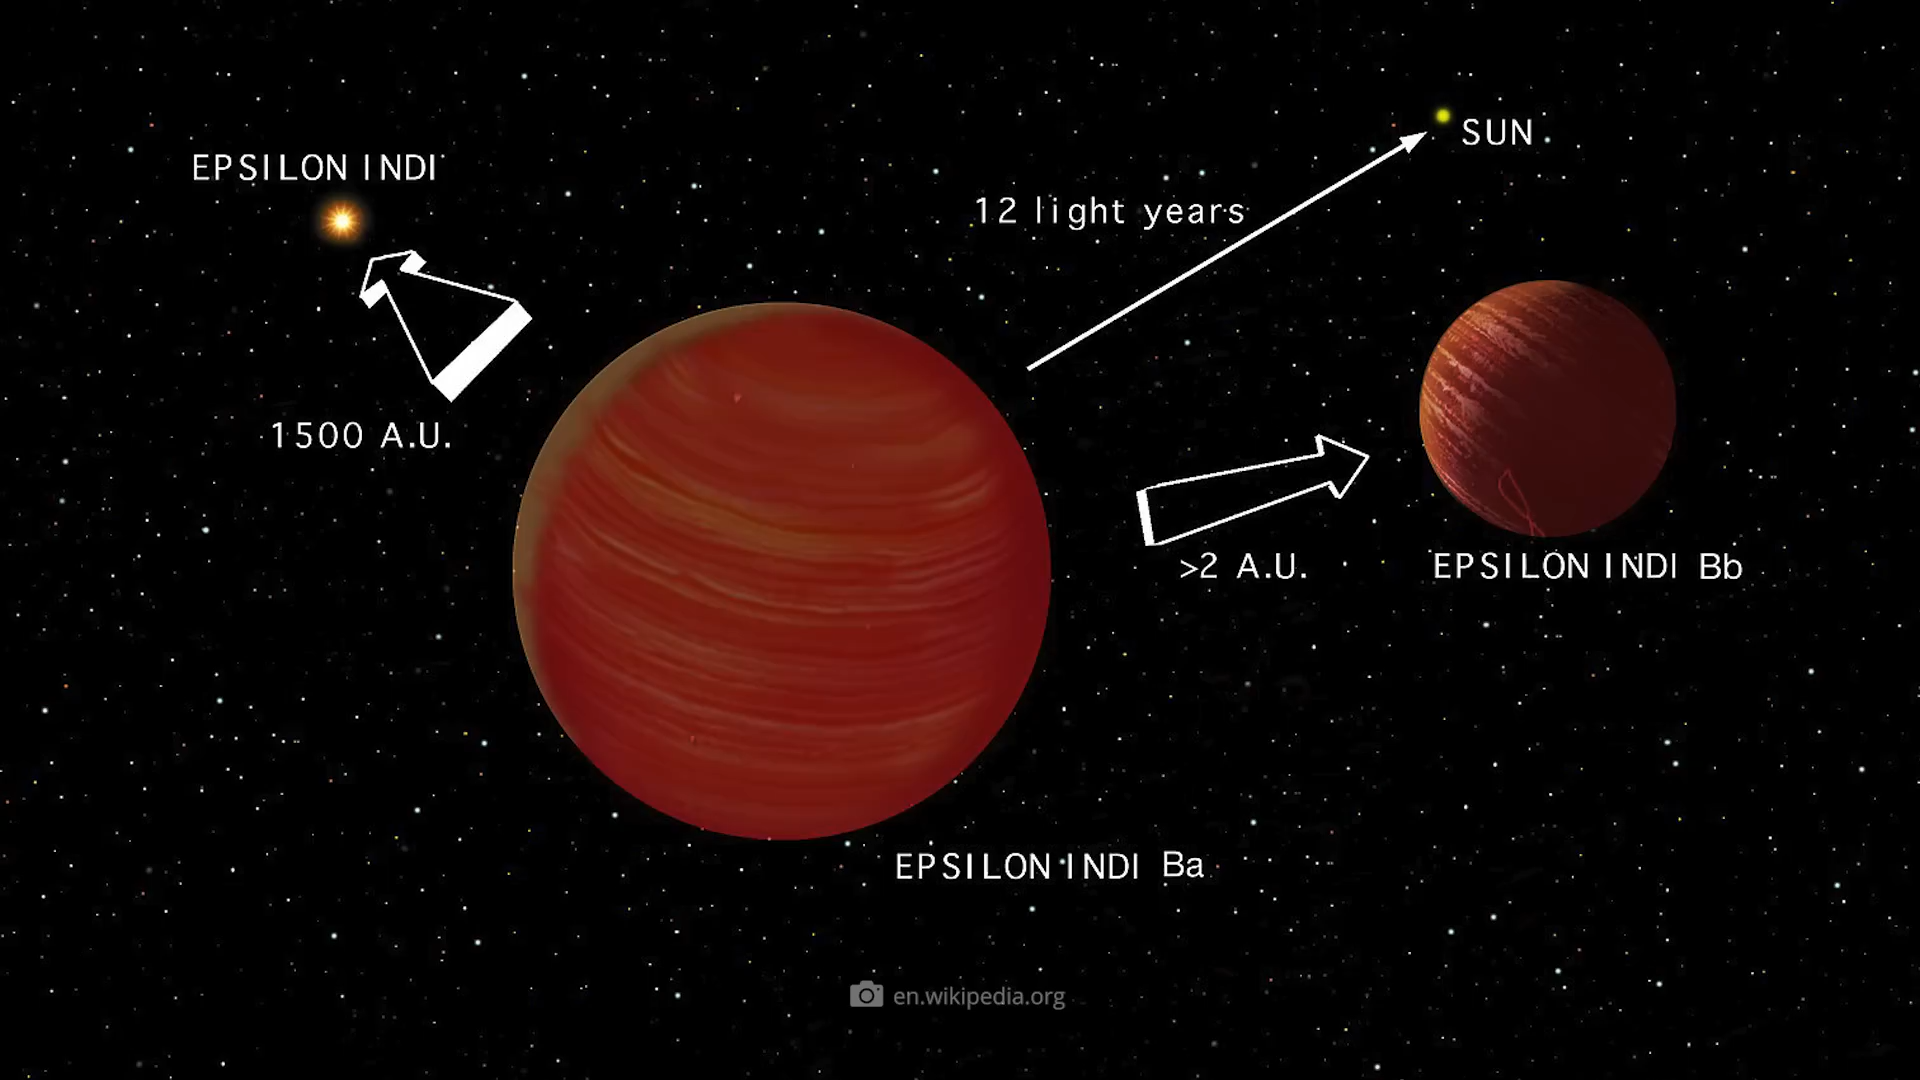 EPSILON INDI
SUN
12 light years
1500 A.U.
>2 A.U.
EPSILON INDI Bb
EPSILON INDI Ba
en.wikipedia.org